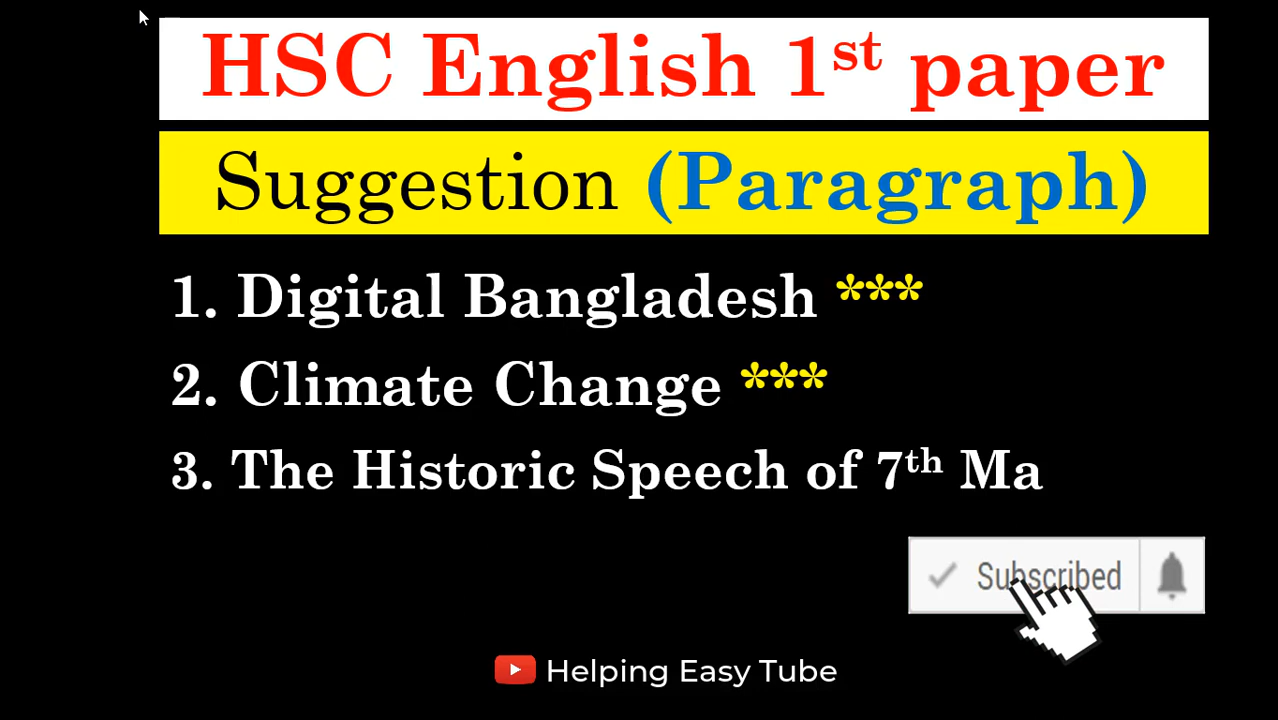 HSC English 1st paper
Suggestion (Paragraph)
1. Digital Bangladesh ***
2. Climate Change ***
3. The Historic Speech of 7th Ma
Subscribed
Helping Easy Tube